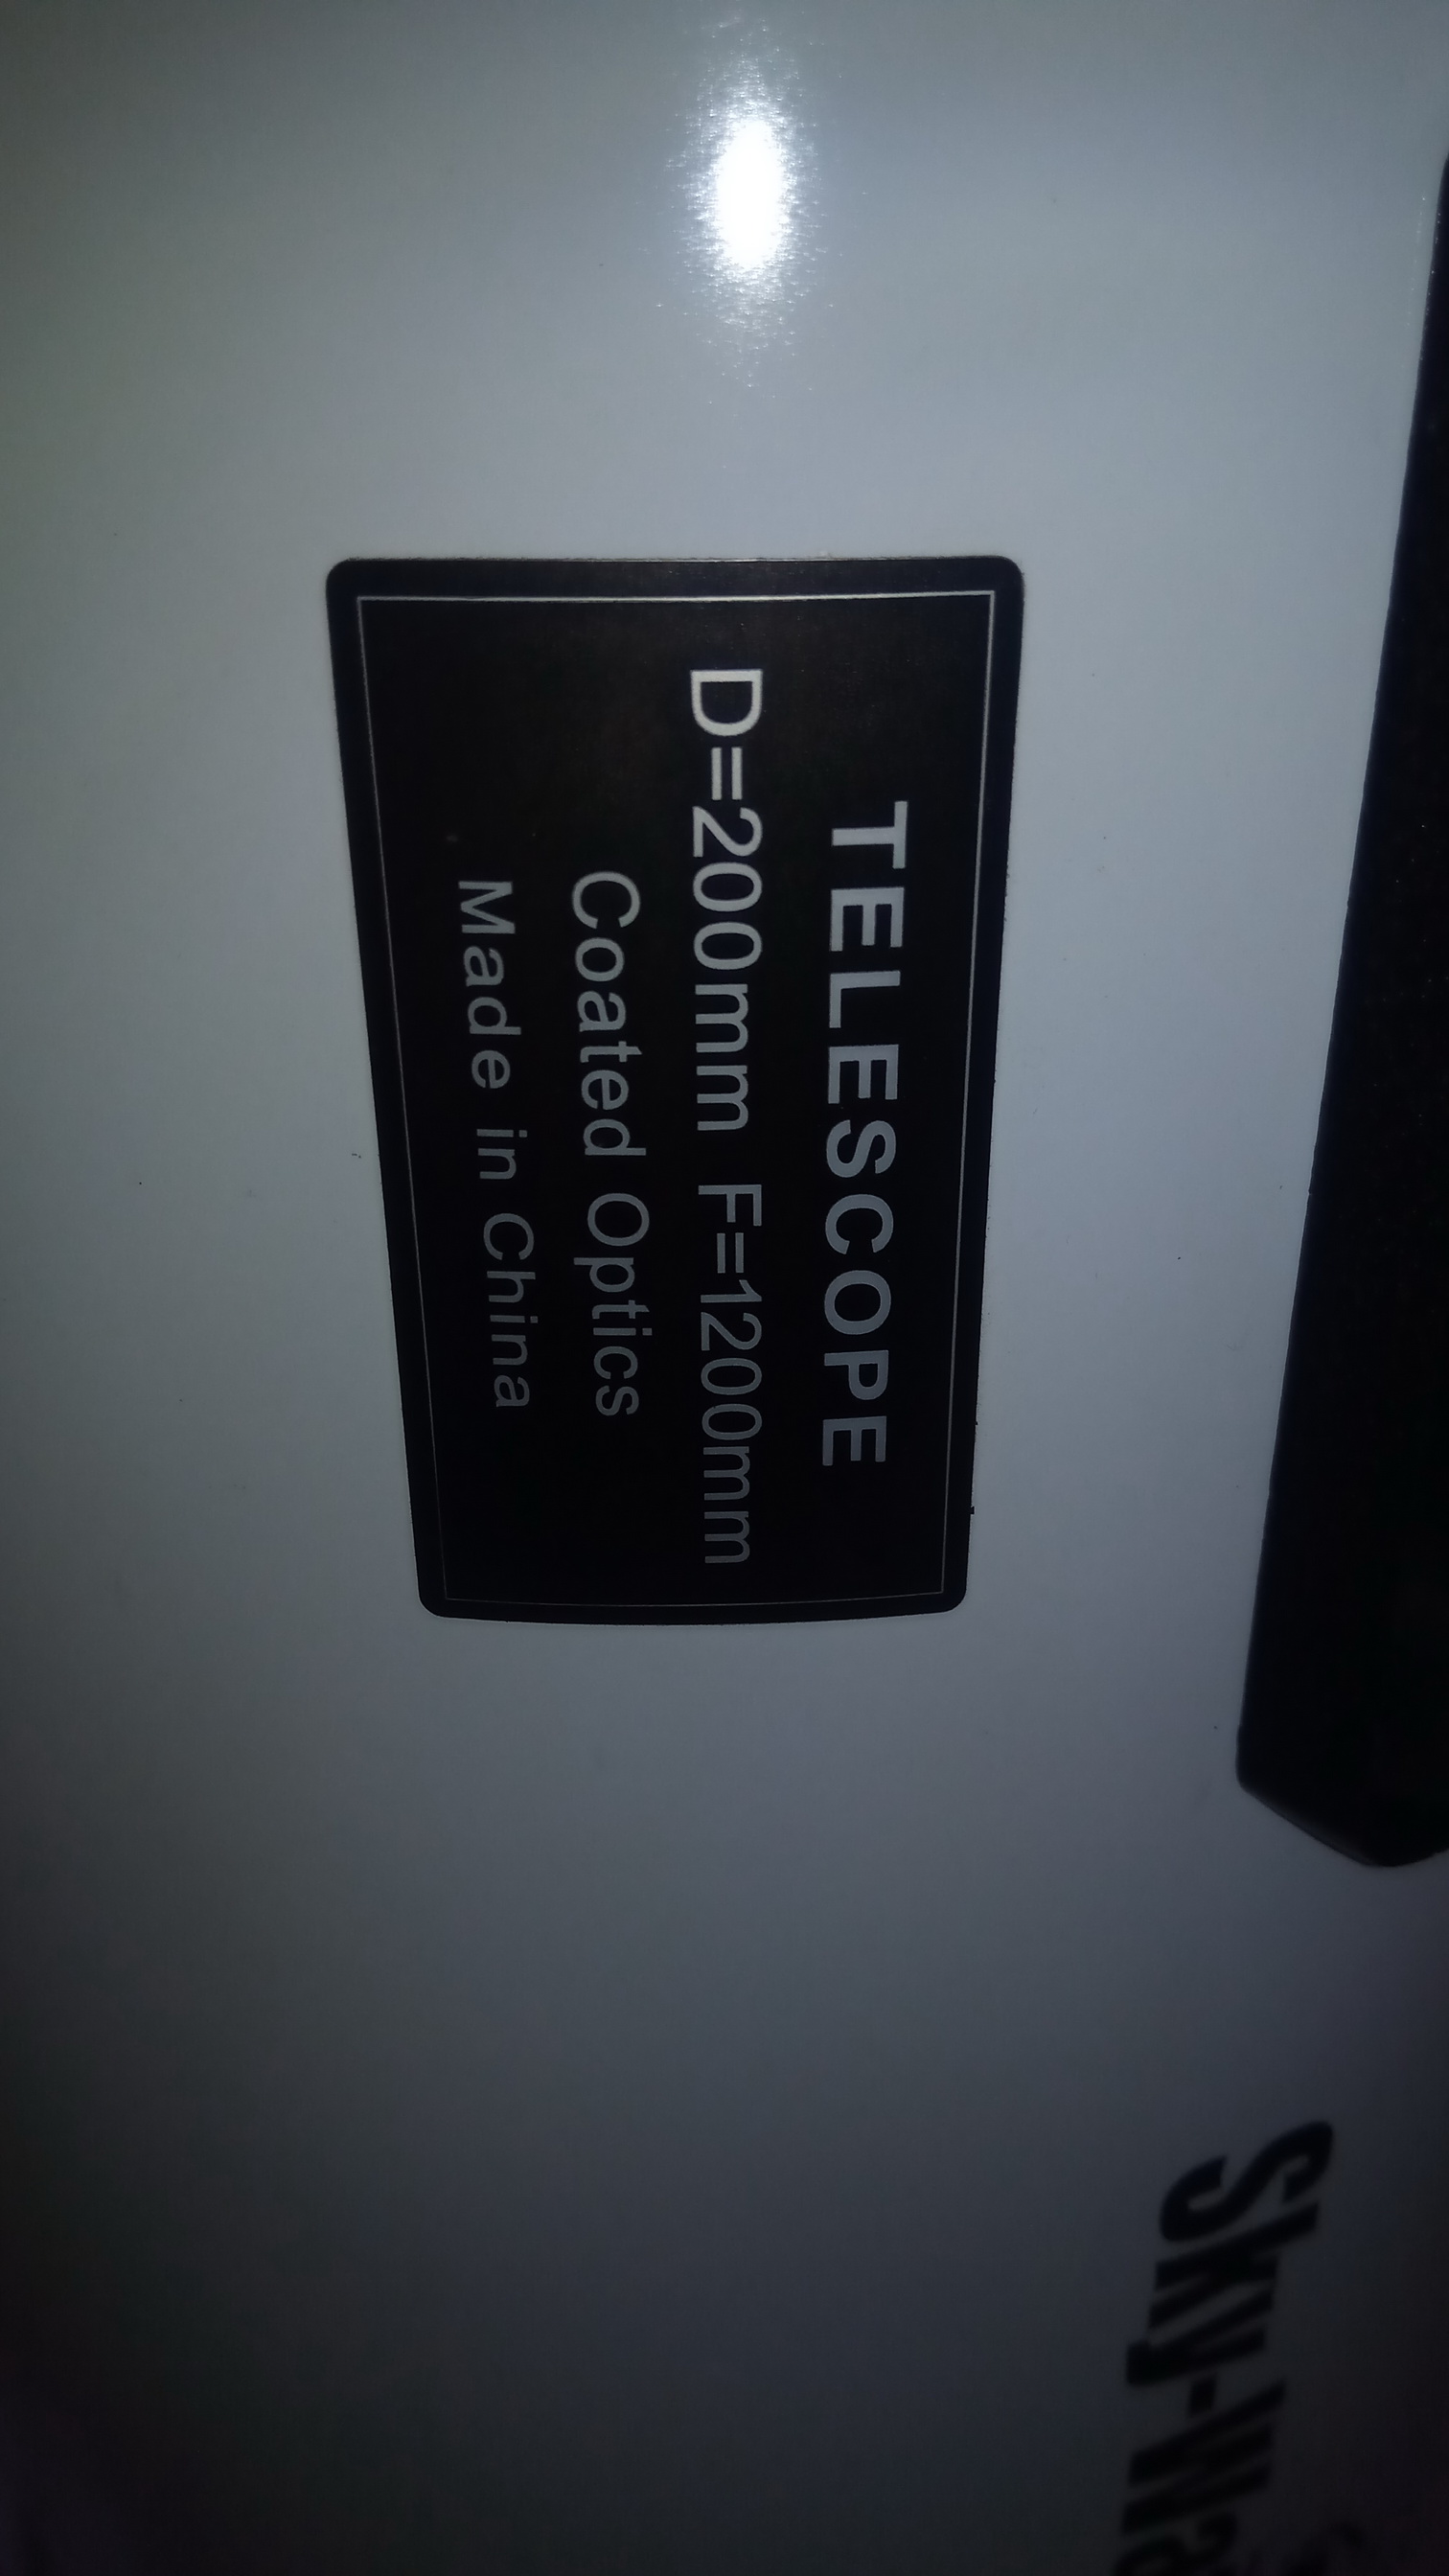 TELESCOPE
D=200mm F=1200mm
Coated Optics
Made in China